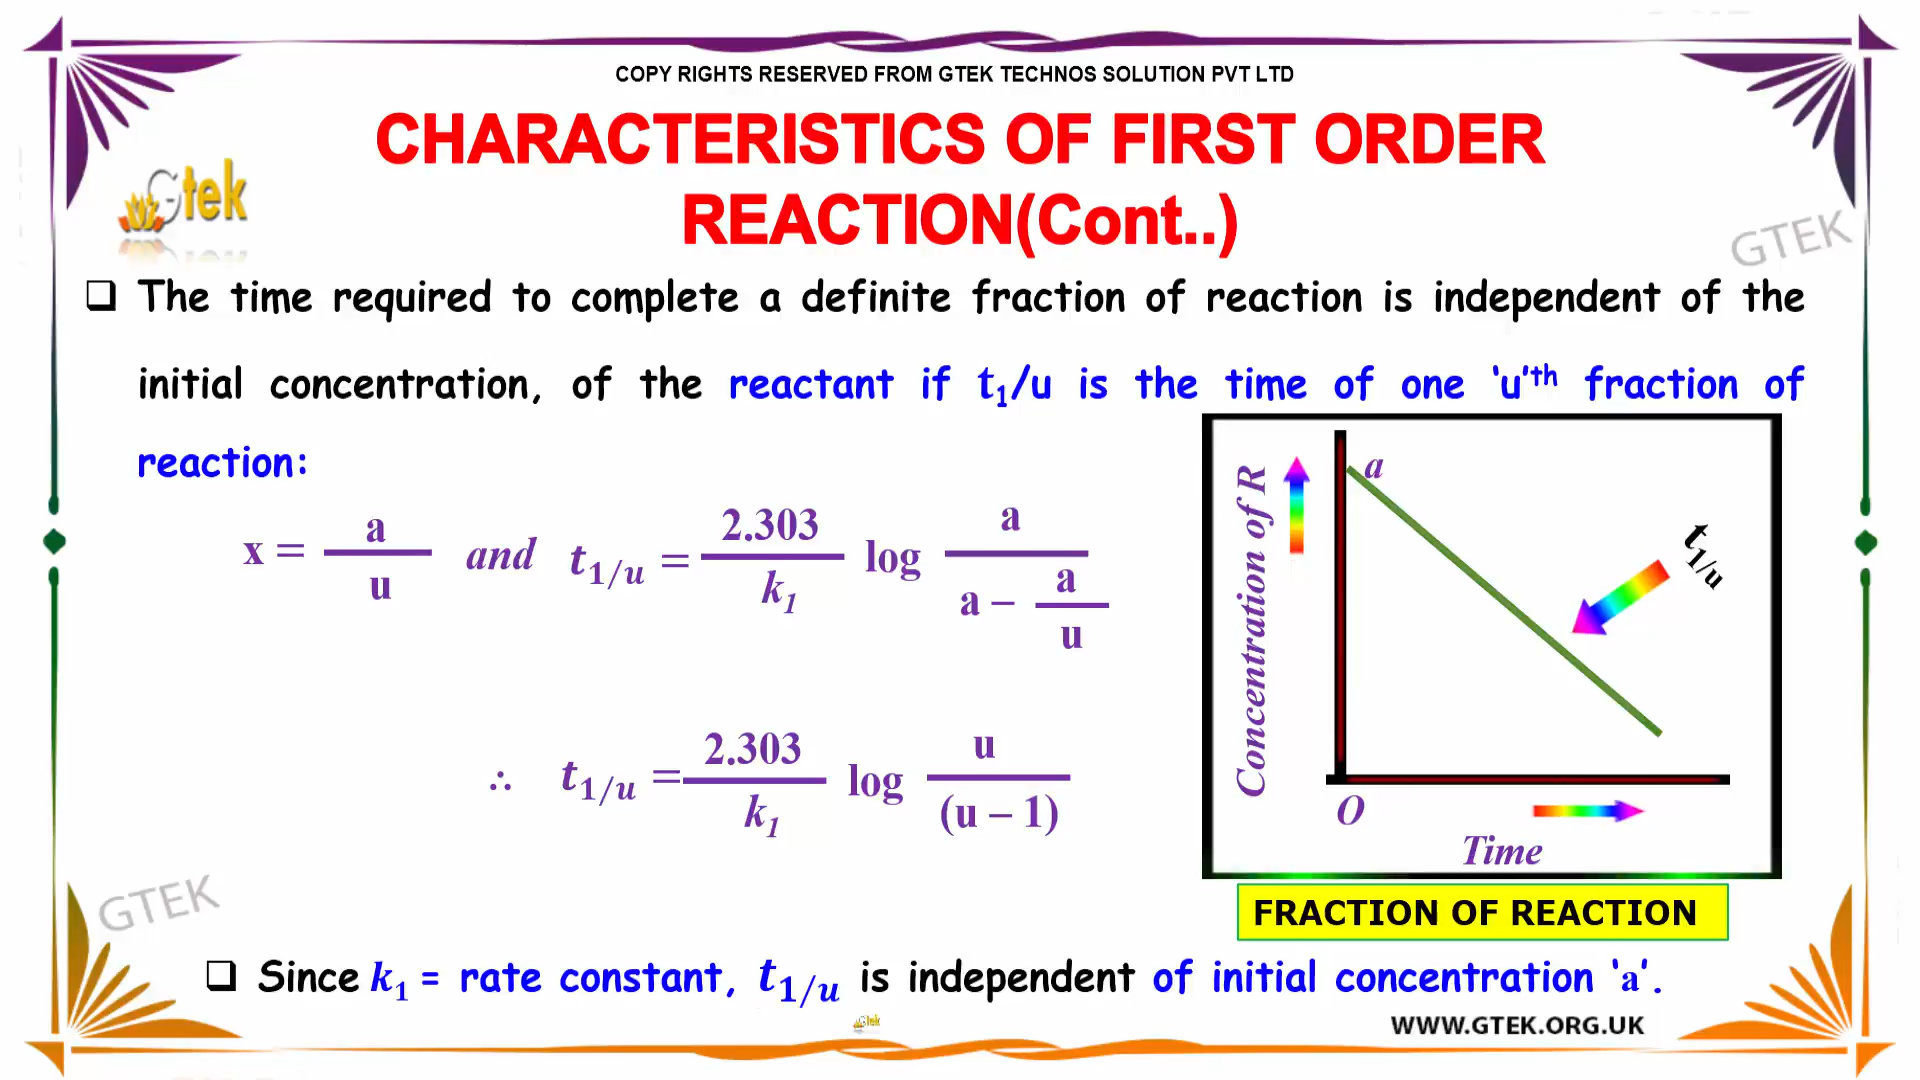 COPY RIGHTS RESERVED FROM GTEK TECHNOS SOLUTION PVT LTD
CHARACTERISTICS OF FIRST ORDER
REACTION(Cont..)
Gtek
GTEK
❑ The time required to complete a definite fraction of reaction is independent of the
initial concentration, of the reactant if t₁/u is the time of one ‘u’ᵗʰ fraction of
reaction:
x = a/u and t₁/ᵤ = 2.303/k₁ log a/(a – a/u)
∴ t₁/ᵤ = 2.303/k₁ log u/(u – 1)
Concentration of R
a
t₁/ᵤ
O
Time
FRACTION OF REACTION
GTEK
❑ Since k₁ = rate constant, t₁/ᵤ is independent of initial concentration ‘a’.
Gtek
WWW.GTEK.ORG.UK